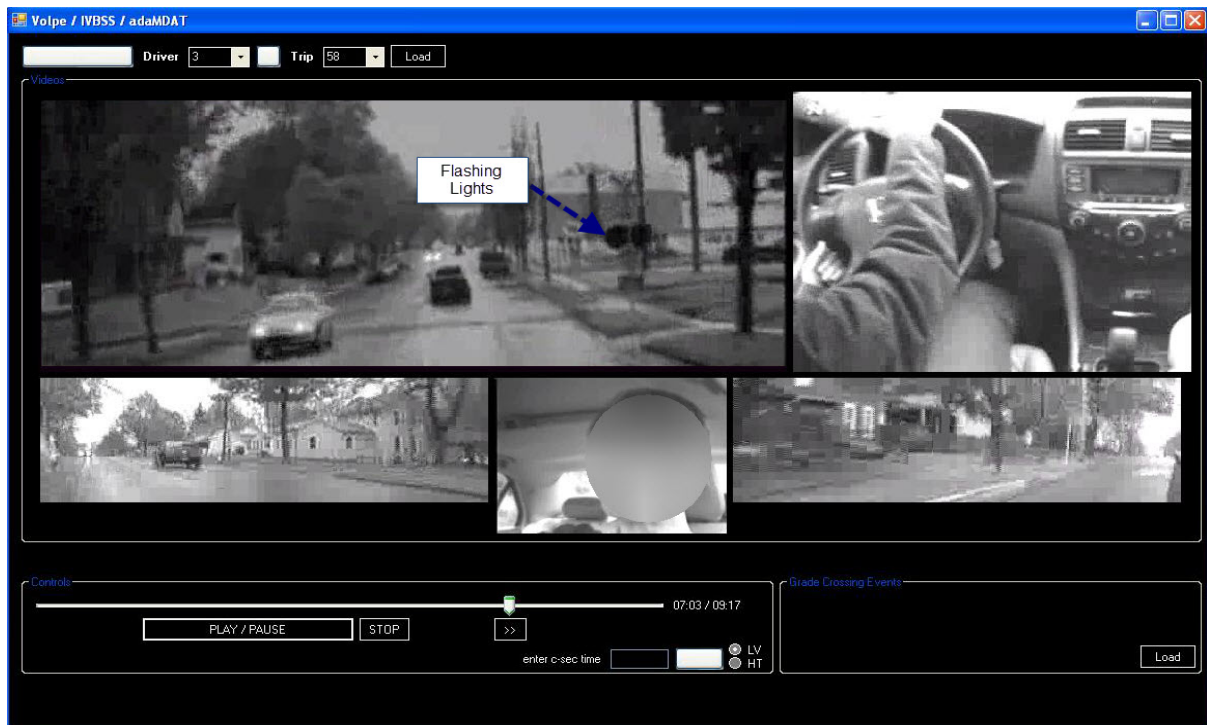 Volpe / IVBSS / adaMDAT
Driver 3 Trip 58 Load
Videos
Flashing
Lights
Controls
07:03 / 09:17
PLAY / PAUSE STOP >>
enter c-sec time LV
HT
Grade Crossing Events
Load